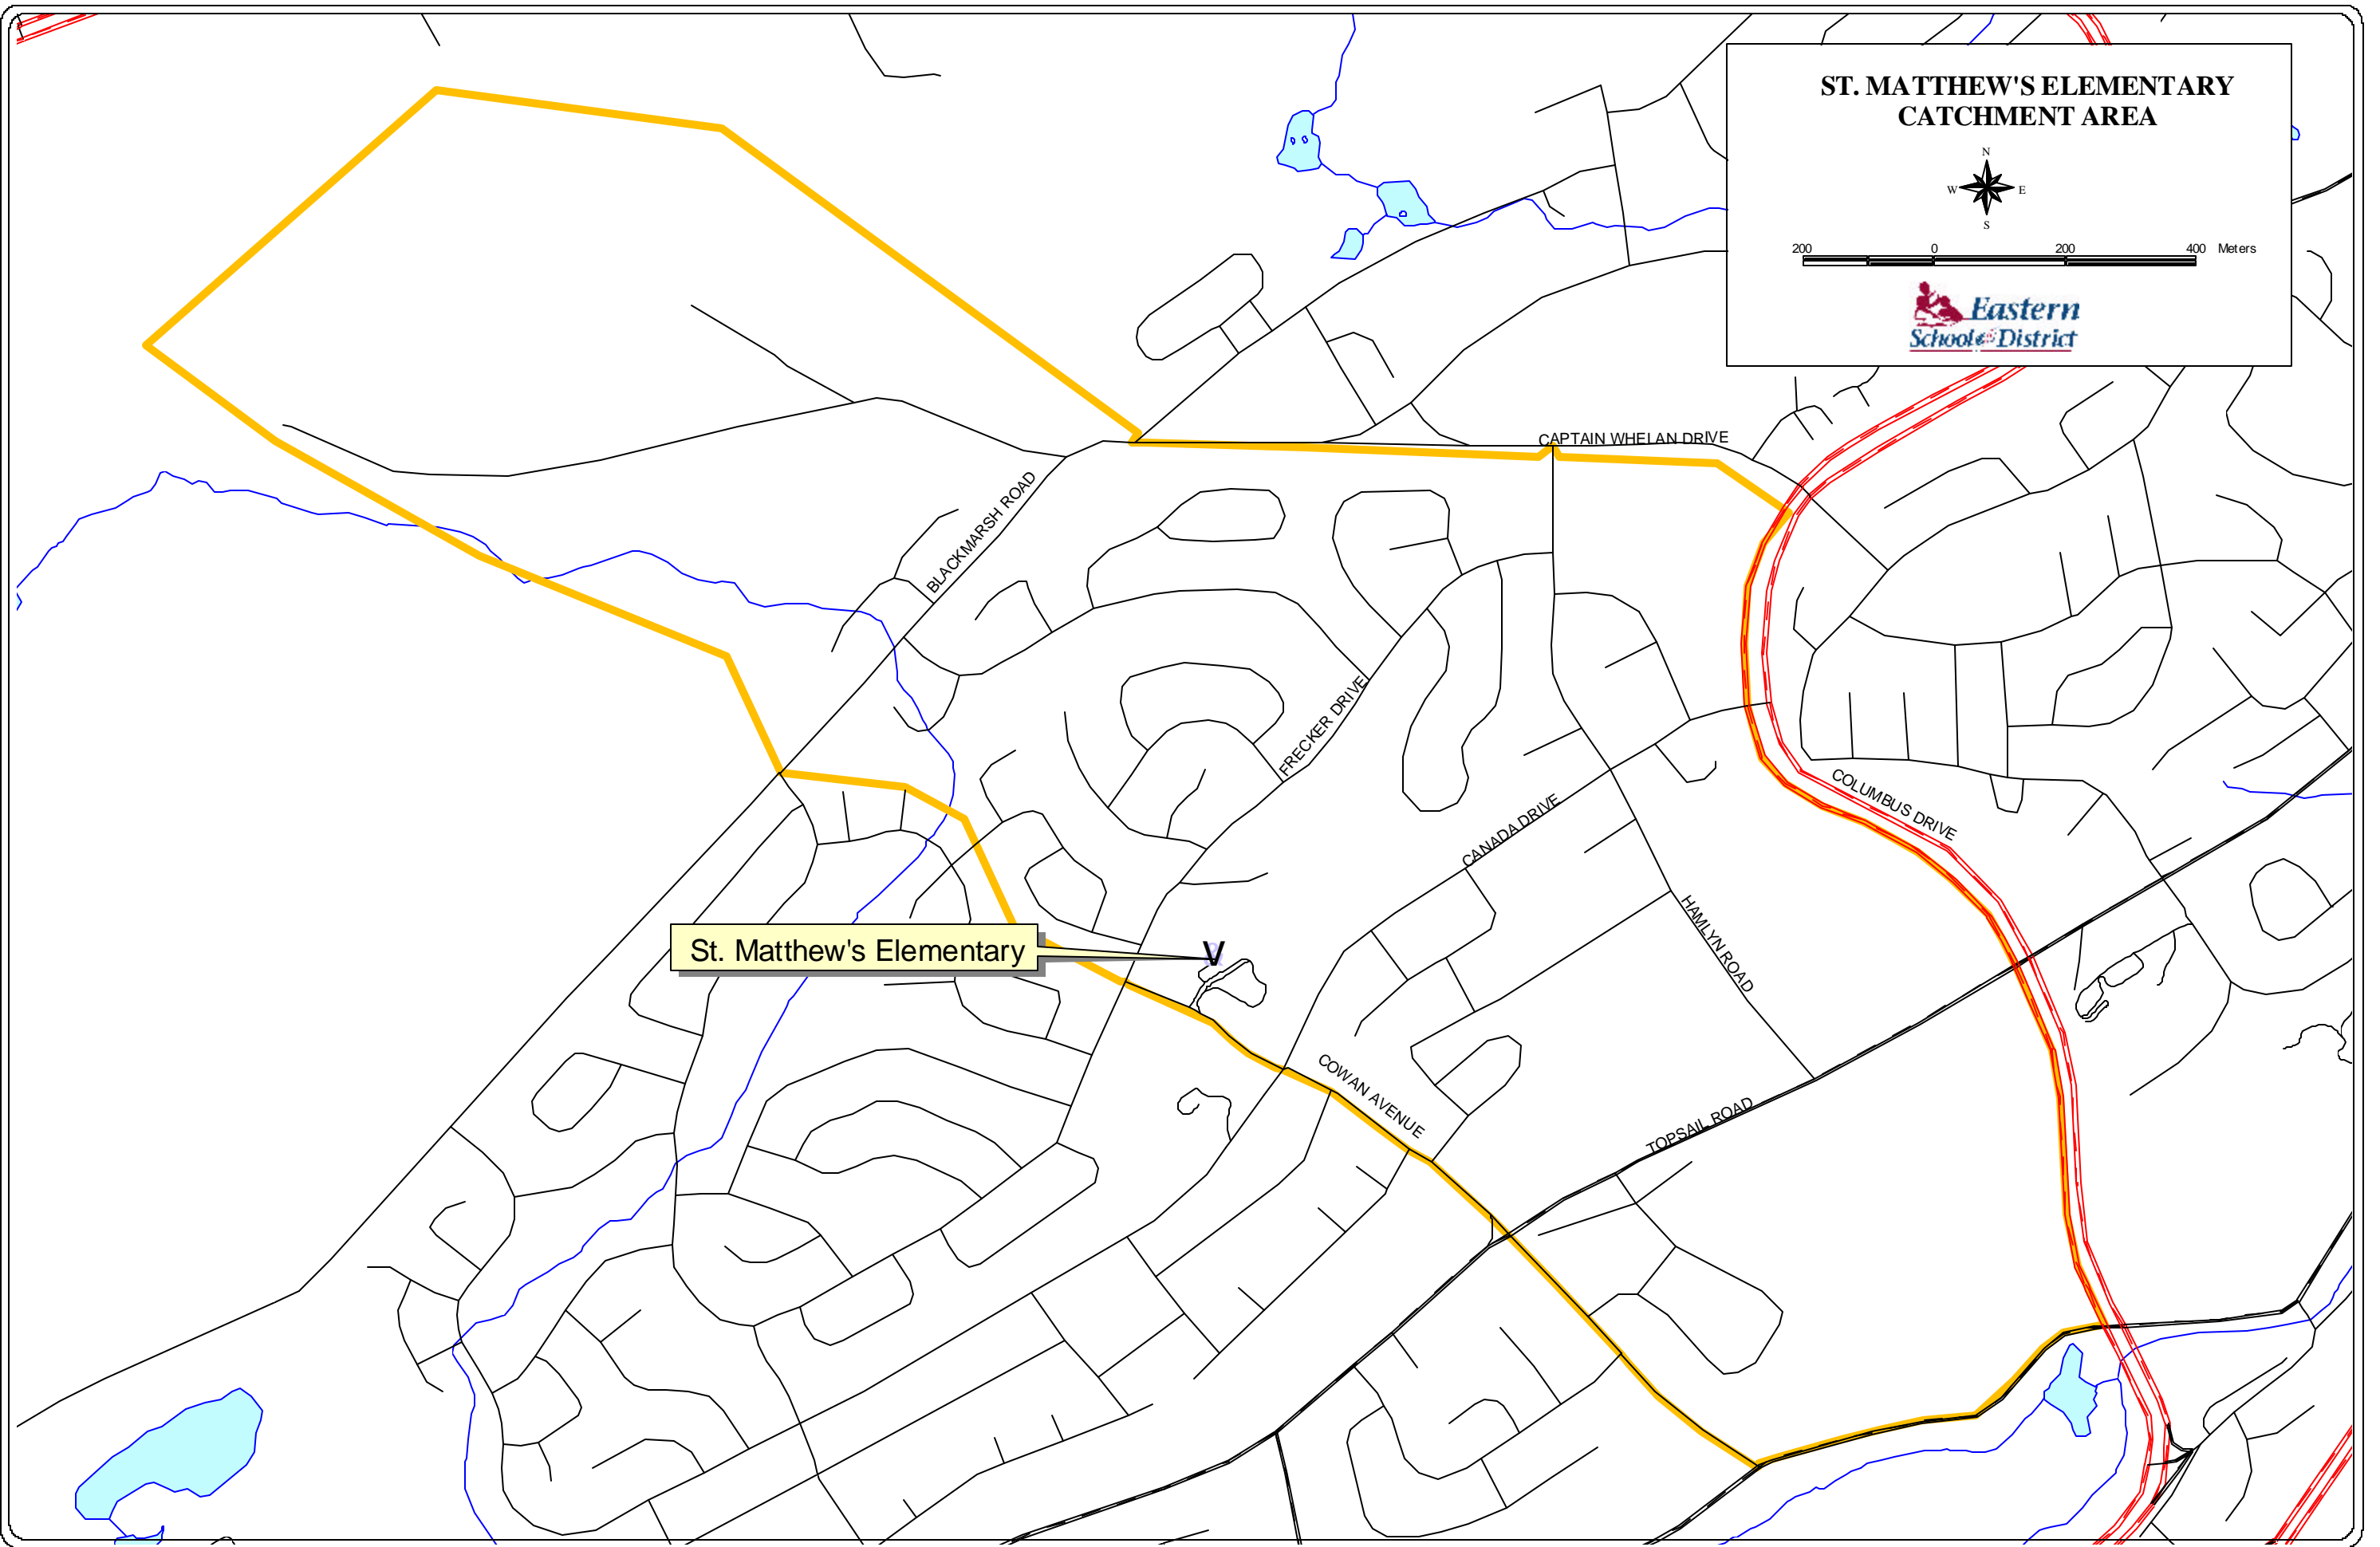 ST. MATTHEW'S ELEMENTARY
CATCHMENT AREA
N
W E
S
200 0 200 400 Meters
Eastern
School District
CAPTAIN WHELAN DRIVE
BLACKMARSH ROAD
FRECKER DRIVE
CANADA DRIVE
COLUMBUS DRIVE
HAMLYN ROAD
St. Matthew's Elementary
COWAN AVENUE
TOPSAIL ROAD